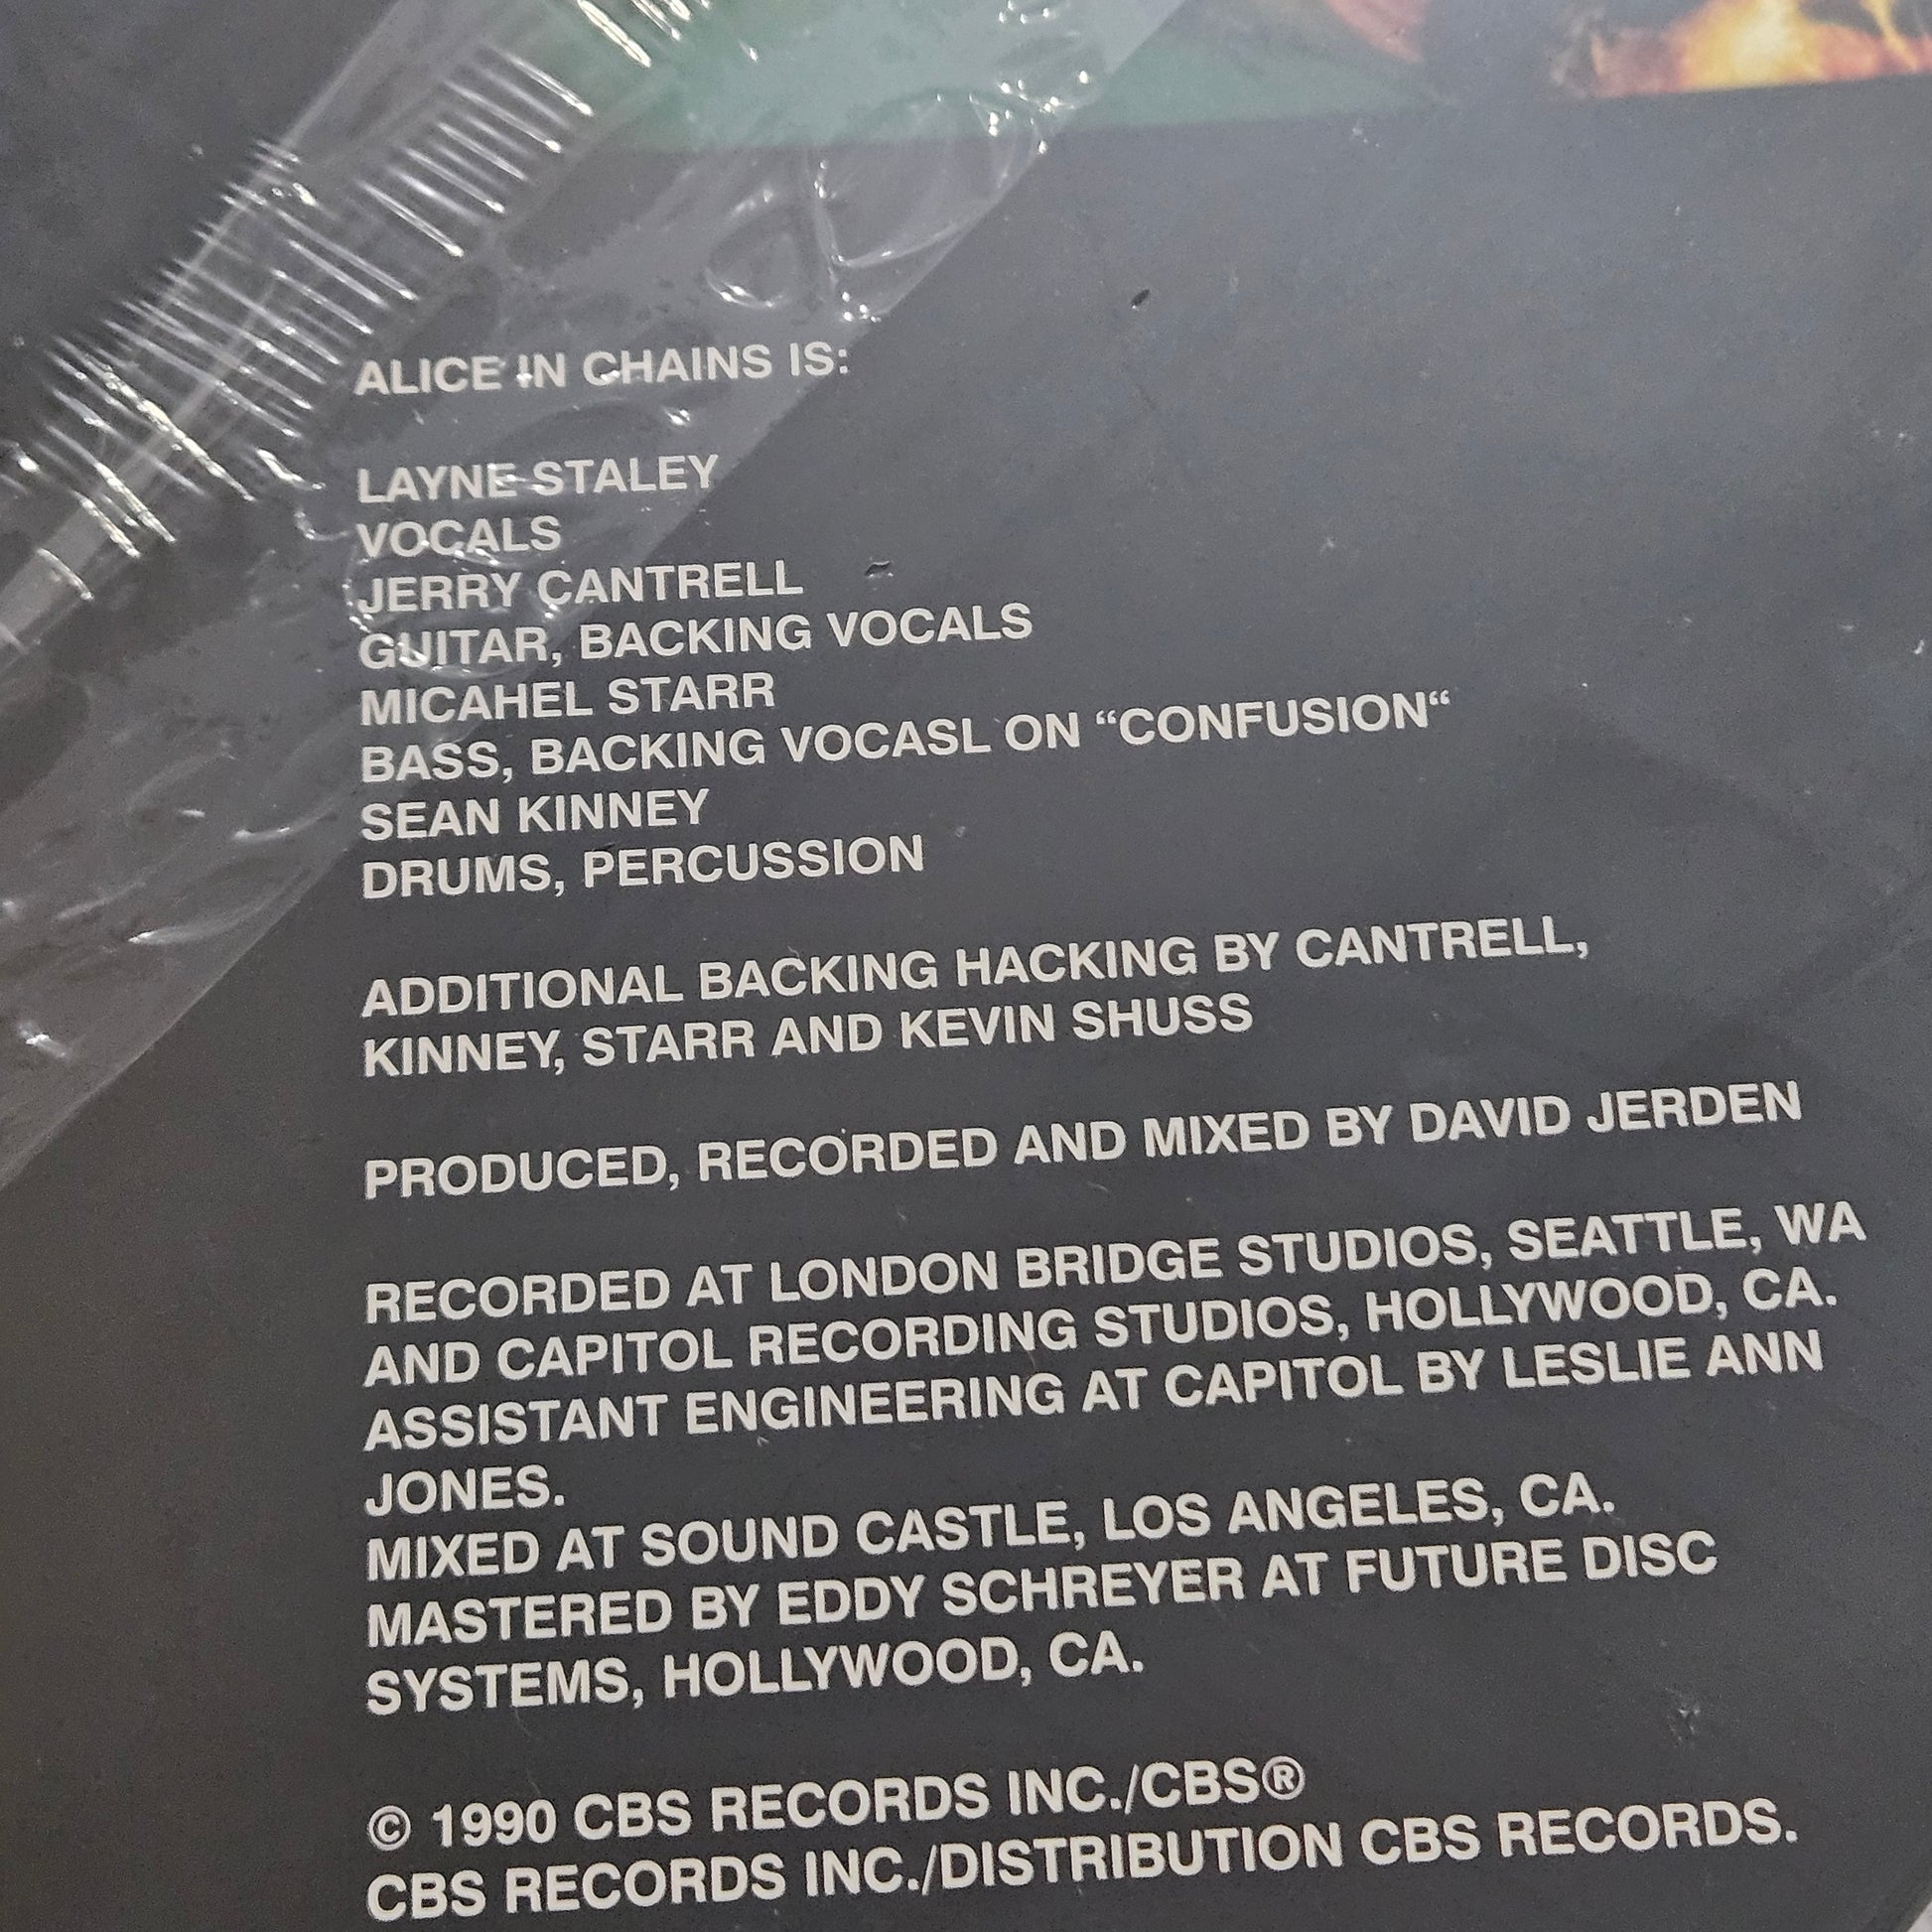 ALICE IN CHAINS IS:
LAYNE STALEY
VOCALS
JERRY CANTRELL
GUITAR, BACKING VOCALS
MICAHEL STARR
BASS, BACKING VOCASL ON “CONFUSION“
SEAN KINNEY
DRUMS, PERCUSSION
ADDITIONAL BACKING HACKING BY CANTRELL,
KINNEY, STARR AND KEVIN SHUSS
PRODUCED, RECORDED AND MIXED BY DAVID JERDEN
RECORDED AT LONDON BRIDGE STUDIOS, SEATTLE, WA
AND CAPITOL RECORDING STUDIOS, HOLLYWOOD, CA.
ASSISTANT ENGINEERING AT CAPITOL BY LESLIE ANN
JONES.
MIXED AT SOUND CASTLE, LOS ANGELES, CA.
MASTERED BY EDDY SCHREYER AT FUTURE DISC
SYSTEMS, HOLLYWOOD, CA.
© 1990 CBS RECORDS INC./CBS®
CBS RECORDS INC./DISTRIBUTION CBS RECORDS.